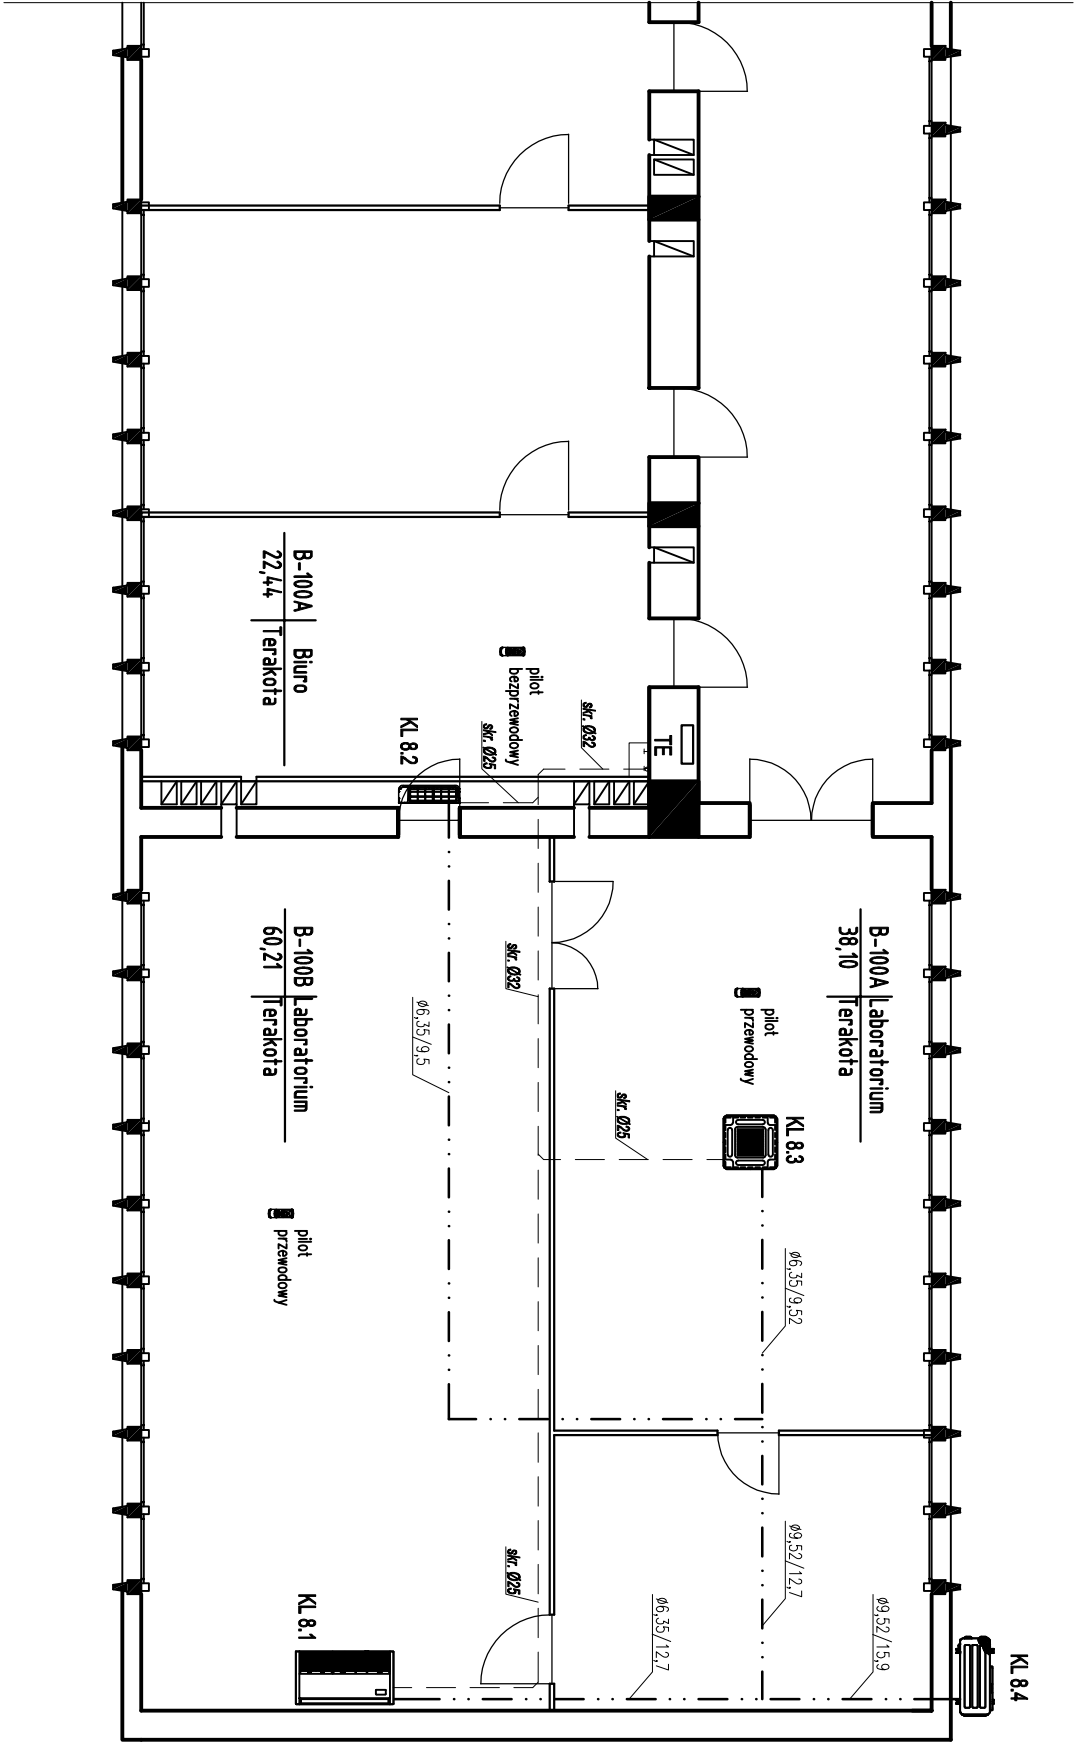 B-100A Biuro
22,44 Terakota
pilot
bezprzewodowy
KL 8.2
skr. Ø25
skr. Ø32
TE
B-100B Laboratorium
60,21 Terakota
B-100A Laboratorium
38,10 Terakota
skr. Ø32
ø6,35/9,5
pilot
przewodowy
KL 8.3
skr. Ø25
pilot
przewodowy
ø6,35/9,52
ø9,52/12,7
skr. Ø25
KL 8.1
ø6,35/12,7
ø9,52/15,9
KL 8.4